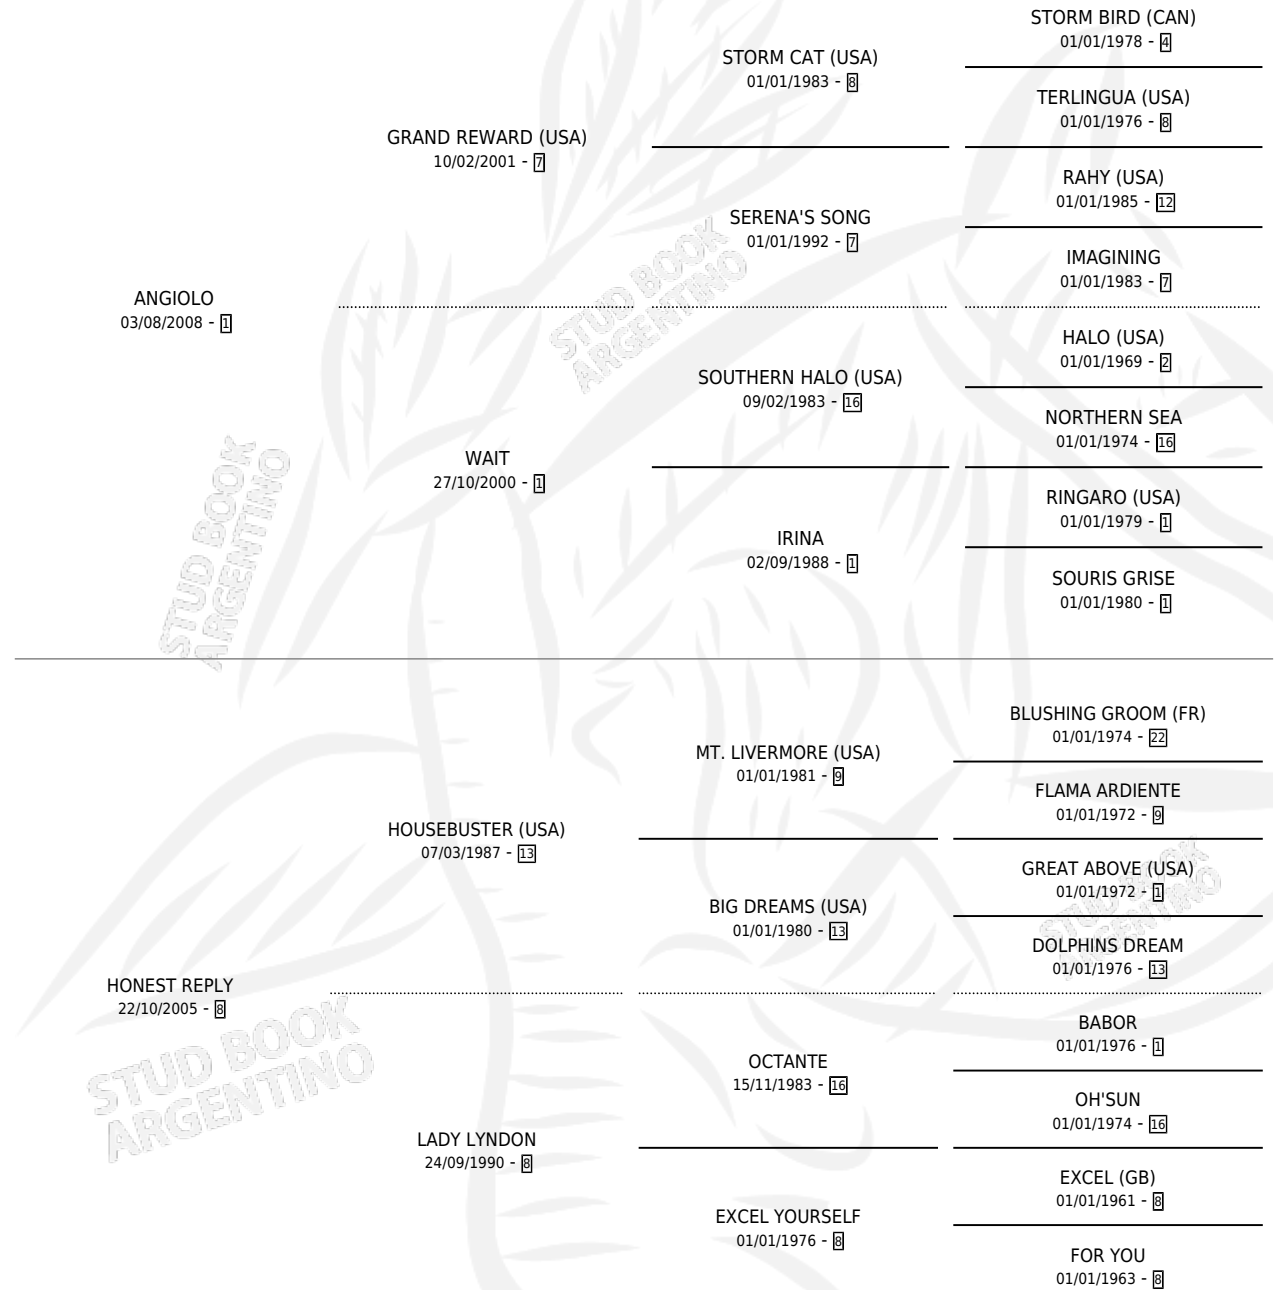 STORM BIRD (CAN)
01/01/1978 - 4
STORM CAT (USA)
01/01/1983 - 8
TERLINGUA (USA)
01/01/1976 - 8
GRAND REWARD (USA)
10/02/2001 - 7
RAHY (USA)
01/01/1985 - 12
SERENA'S SONG
01/01/1992 - 7
IMAGINING
01/01/1983 - 7
ANGIOLO
03/08/2008 - 1
HALO (USA)
01/01/1969 - 2
SOUTHERN HALO (USA)
09/02/1983 - 16
NORTHERN SEA
01/01/1974 - 16
WAIT
27/10/2000 - 1
RINGARO (USA)
01/01/1979 - 1
IRINA
02/09/1988 - 1
SOURIS GRISE
01/01/1980 - 1
BLUSHING GROOM (FR)
01/01/1974 - 22
MT. LIVERMORE (USA)
01/01/1981 - 9
FLAMA ARDIENTE
01/01/1972 - 9
HOUSEBUSTER (USA)
07/03/1987 - 13
GREAT ABOVE (USA)
01/01/1972 - 1
BIG DREAMS (USA)
01/01/1980 - 13
DOLPHINS DREAM
01/01/1976 - 13
HONEST REPLY
22/10/2005 - 8
BABOR
01/01/1976 - 1
OCTANTE
15/11/1983 - 16
OH'SUN
01/01/1974 - 16
LADY LYNDON
24/09/1990 - 8
EXCEL (GB)
01/01/1961 - 8
EXCEL YOURSELF
01/01/1976 - 8
FOR YOU
01/01/1963 - 8
STUD BOOK
ARGENTINO
STUD BOOK
ARGENTINO
STUD BOOK
ARGENTINO
STUD BOOK
ARGENTINO